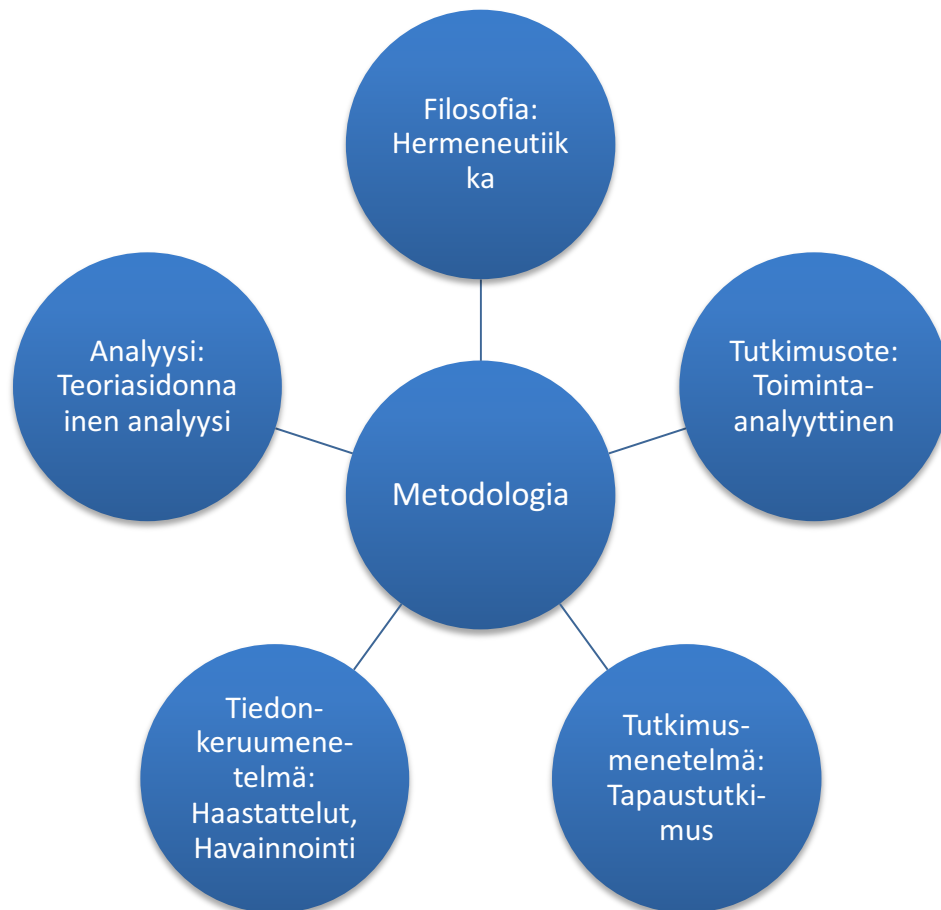 Filosofia:
Hermeneutiik
ka
Analyysi:
Teoriasidonna
inen analyysi
Tutkimusote:
Toiminta-
analyyttinen
Metodologia
Tiedon-
keruumene-
telmä:
Haastattelut,
Havainnointi
Tutkimus-
menetelmä:
Tapaustutki-
mus